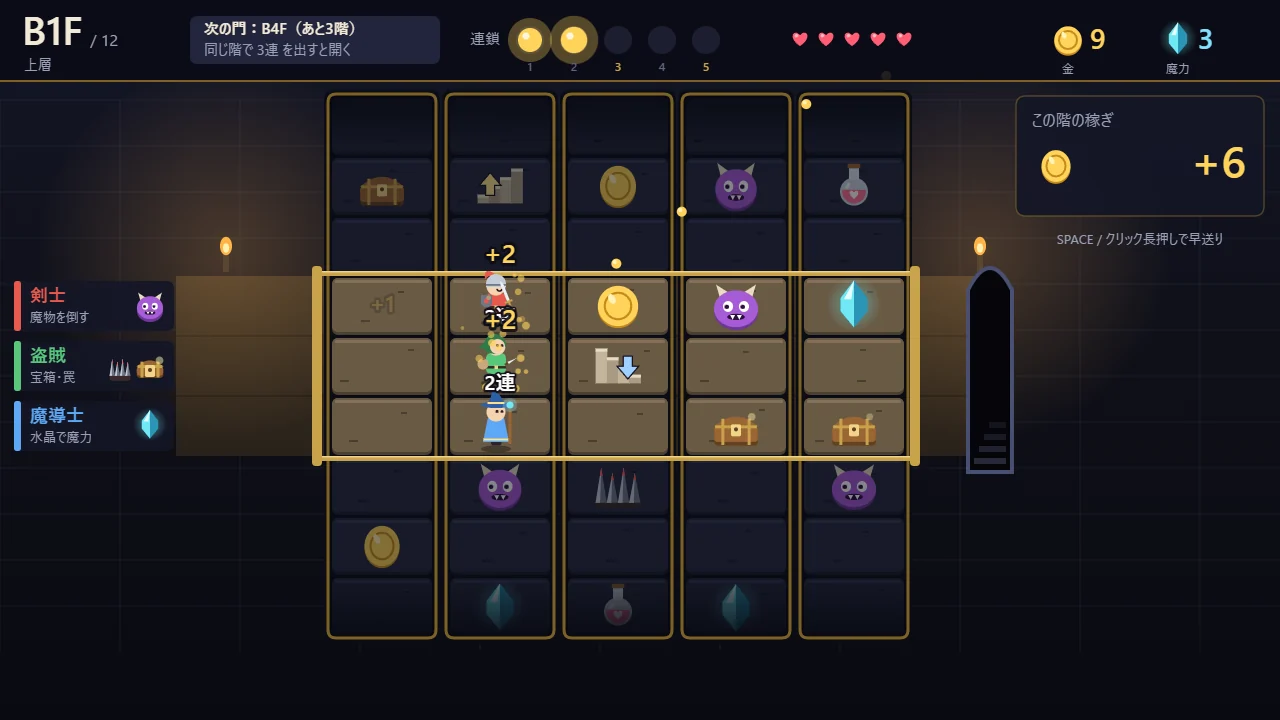 B1F / 12
上層
次の門：B4F（あと3階）
同じ階で 3連 を出すと開く
連鎖
1 2 3 4 5
9
金
3
魔力
この階の稼ぎ
+6
SPACE / クリック長押しで早送り
剣士
魔物を倒す
盗賊
宝箱・罠
魔導士
水晶で魔力
+2
+1
+2
2連